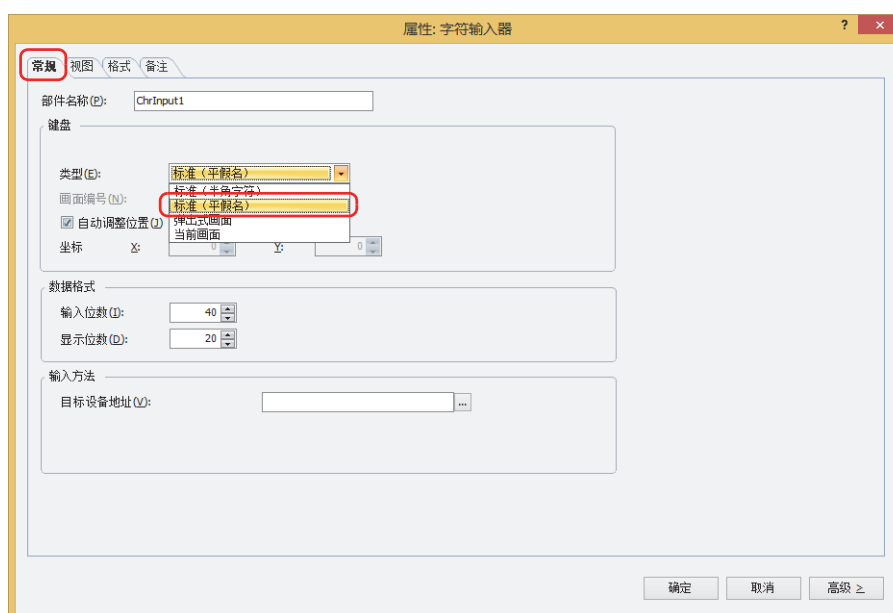 属性: 字符输入器
? ×
常规 视图 格式 备注
部件名称(P): ChrInput1
键盘
类型(E): 标准（平假名）
标准（半角字符）
画面编号(N):
标准（平假名）
自动调整位置(J)
弹出式画面
当前画面
坐标 X: 0 Y: 0
数据格式
输入位数(I): 40
显示位数(D): 20
输入方法
目标设备地址(V): ...
确定 取消 高级 ≥